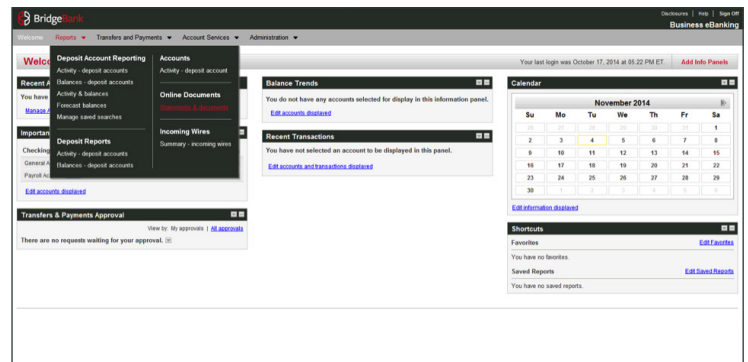 BridgeBank
Disclosures | Help | Sign Off
Business eBanking
Welcome Reports Transfers and Payments Account Services Administration
Welco
Your last login was October 17, 2014 at 05:22 PM ET.
Add Info Panels
Deposit Account Reporting
Activity - deposit accounts
Balances - deposit accounts
Activity & balances
Forecast balances
Manage saved searches
Deposit Reports
Activity - deposit accounts
Balances - deposit accounts
Accounts
Activity - deposit account
Online Documents
Statements & documents
Incoming Wires
Summary - incoming wires
Recent A
You have
Manage A
Importan
Checking
General A
Payroll Acc
Edit accounts displayed
Transfers & Payments Approval
View by: My approvals | All approvals
There are no requests waiting for your approval.
Balance Trends
You do not have any accounts selected for display in this information panel.
Edit accounts displayed
Recent Transactions
You have not selected an account to be displayed in this panel.
Edit accounts and transactions displayed
Calendar
November 2014
Su Mo Tu We Th Fr Sa
26 27 28 29 30 31 1
2 3 4 5 6 7 8
9 10 11 12 13 14 15
16 17 18 19 20 21 22
23 24 25 26 27 28 29
30 1 2 3 4 5 6
Edit information displayed
Shortcuts
Favorites Edit Favorites
You have no favorites.
Saved Reports Edit Saved Reports
You have no saved reports.